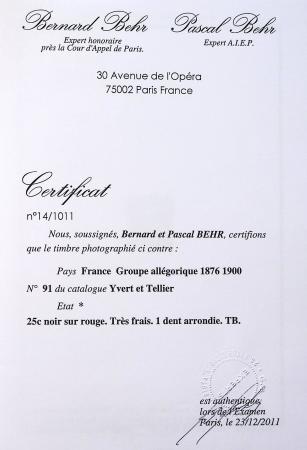 Bernard Behr Pascal Behr
Expert honoraire Expert A.I.E.P.
près la Cour d'Appel de Paris.
30 Avenue de l'Opéra
75002 Paris France
Certificat
n°14/1011
Nous, soussignés, Bernard et Pascal BEHR, certifions
que le timbre photographié ci contre :
Pays France Groupe allégorique 1876 1900
N° 91 du catalogue Yvert et Tellier
Etat *
25c noir sur rouge. Très frais. 1 dent arrondie. TB.
est authentique
lors de l'Examen
Paris, le 23/12/2011